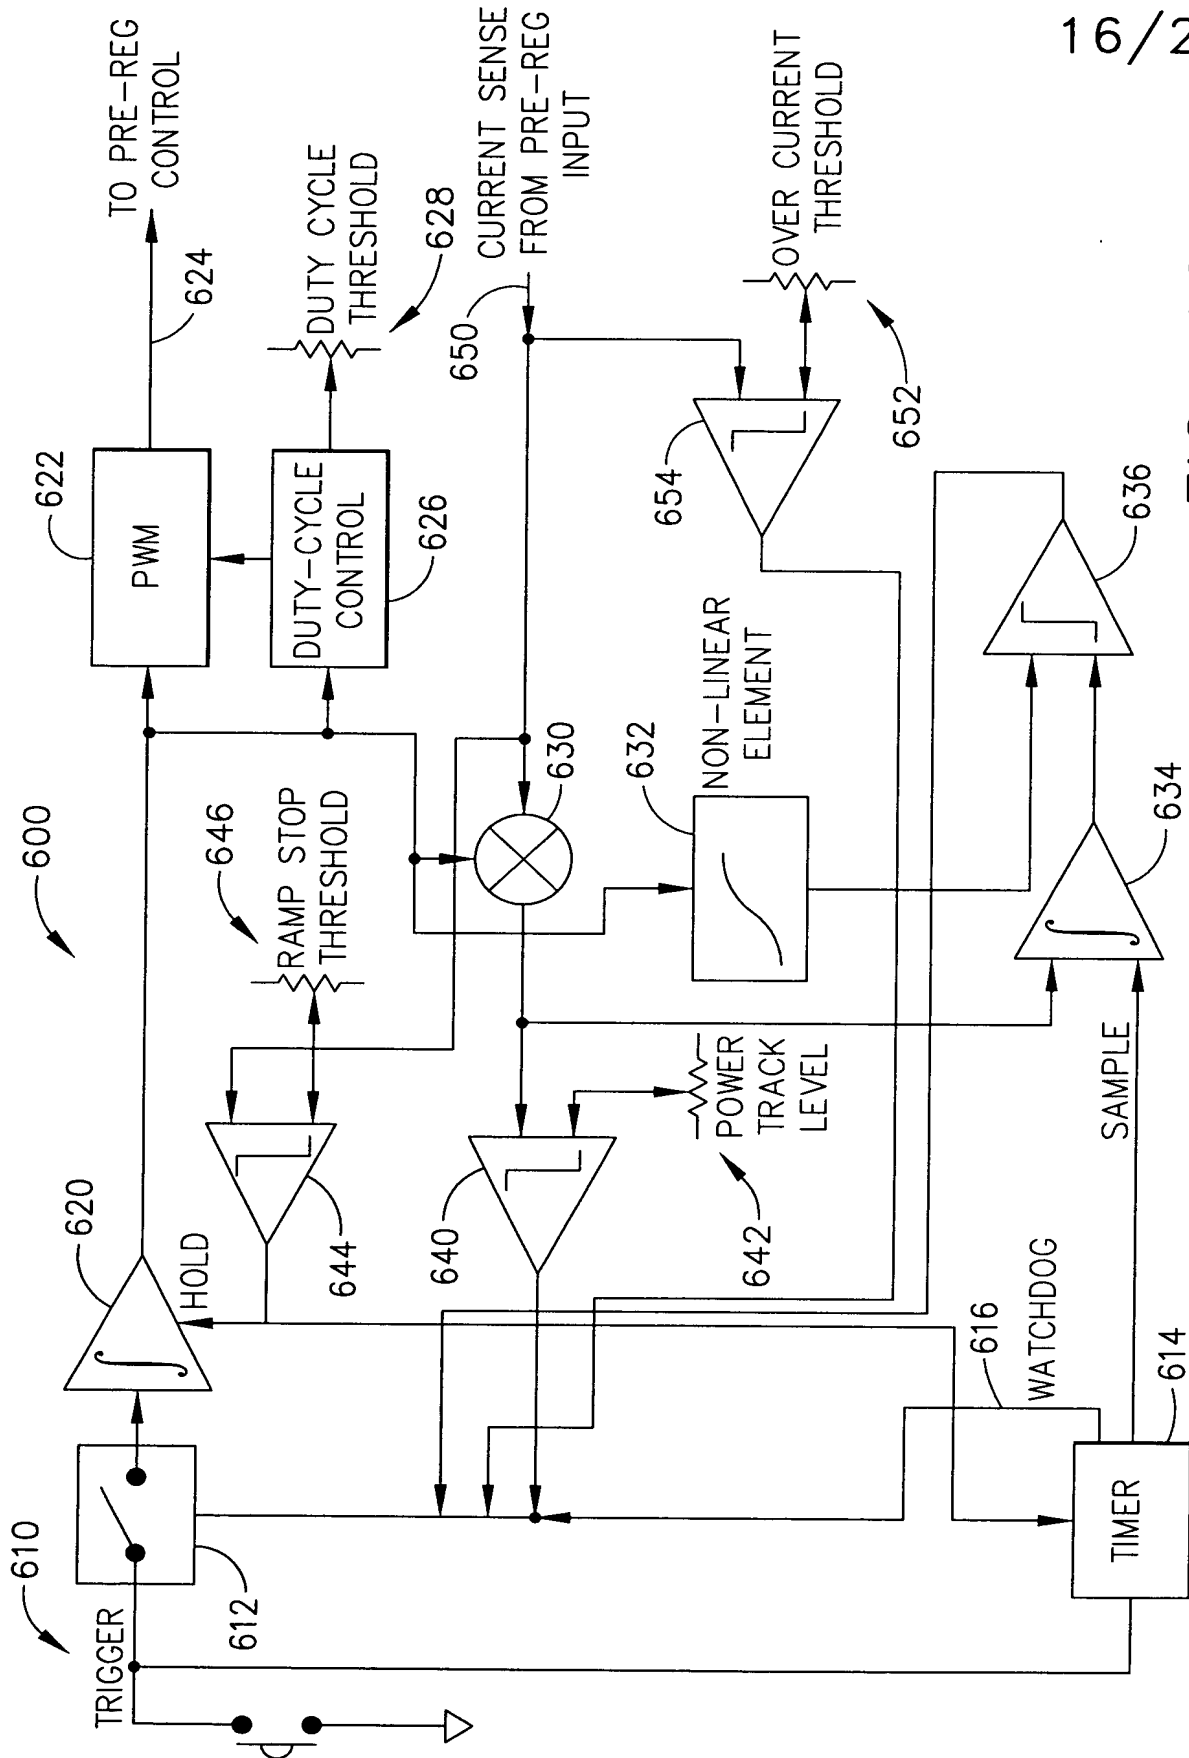 16/2
TO PRE-REG
CONTROL
624
622
PWM
DUTY CYCLE
THRESHOLD
628
DUTY-CYCLE
CONTROL
626
CURRENT SENSE
FROM PRE-REG
INPUT
650
OVER CURRENT
THRESHOLD
652
654
600
646
RAMP STOP
THRESHOLD
630
632
NON-LINEAR
ELEMENT
636
634
620
HOLD
644
640
642
POWER
TRACK
LEVEL
SAMPLE
610
TRIGGER
612
616
WATCHDOG
614
TIMER